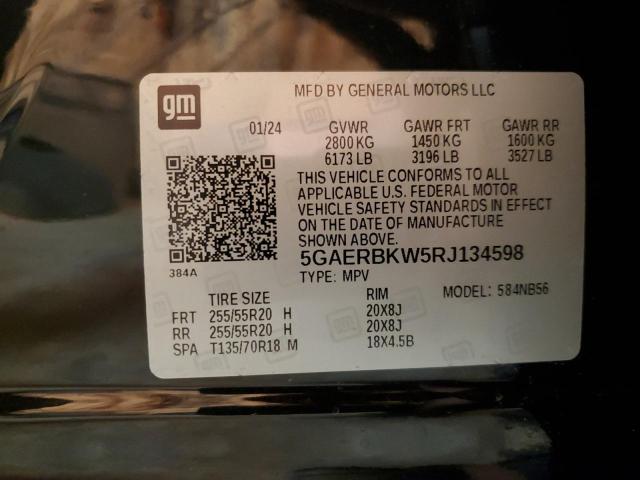 gm
MFD BY GENERAL MOTORS LLC
01/24 GVWR GAWR FRT GAWR RR
2800 KG 1450 KG 1600 KG
6173 LB 3196 LB 3527 LB
THIS VEHICLE CONFORMS TO ALL
APPLICABLE U.S. FEDERAL MOTOR
VEHICLE SAFETY STANDARDS IN EFFECT
ON THE DATE OF MANUFACTURE
SHOWN ABOVE.
5GAERBKW5RJ134598
384A
TYPE: MPV
TIRE SIZE RIM MODEL: 584NB56
FRT 255/55R20 H 20X8J
RR 255/55R20 H 20X8J
SPA T135/70R18 M 18X4.5B